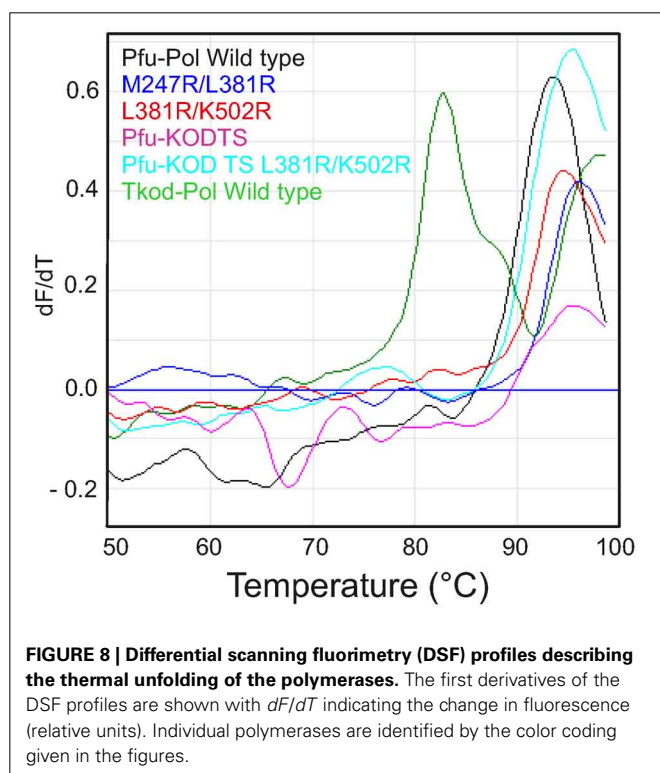 Pfu-Pol Wild type
M247R/L381R
L381R/K502R
Pfu-KODTS
Pfu-KOD TS L381R/K502R
Tkod-Pol Wild type
0.6
0.4
0.2
0.0
- 0.2
dF/dT
50 60 70 80 90 100
Temperature (°C)
FIGURE 8 | Differential scanning fluorimetry (DSF) profiles describing
the thermal unfolding of the polymerases. The first derivatives of the
DSF profiles are shown with dF/dT indicating the change in fluorescence
(relative units). Individual polymerases are identified by the color coding
given in the figures.